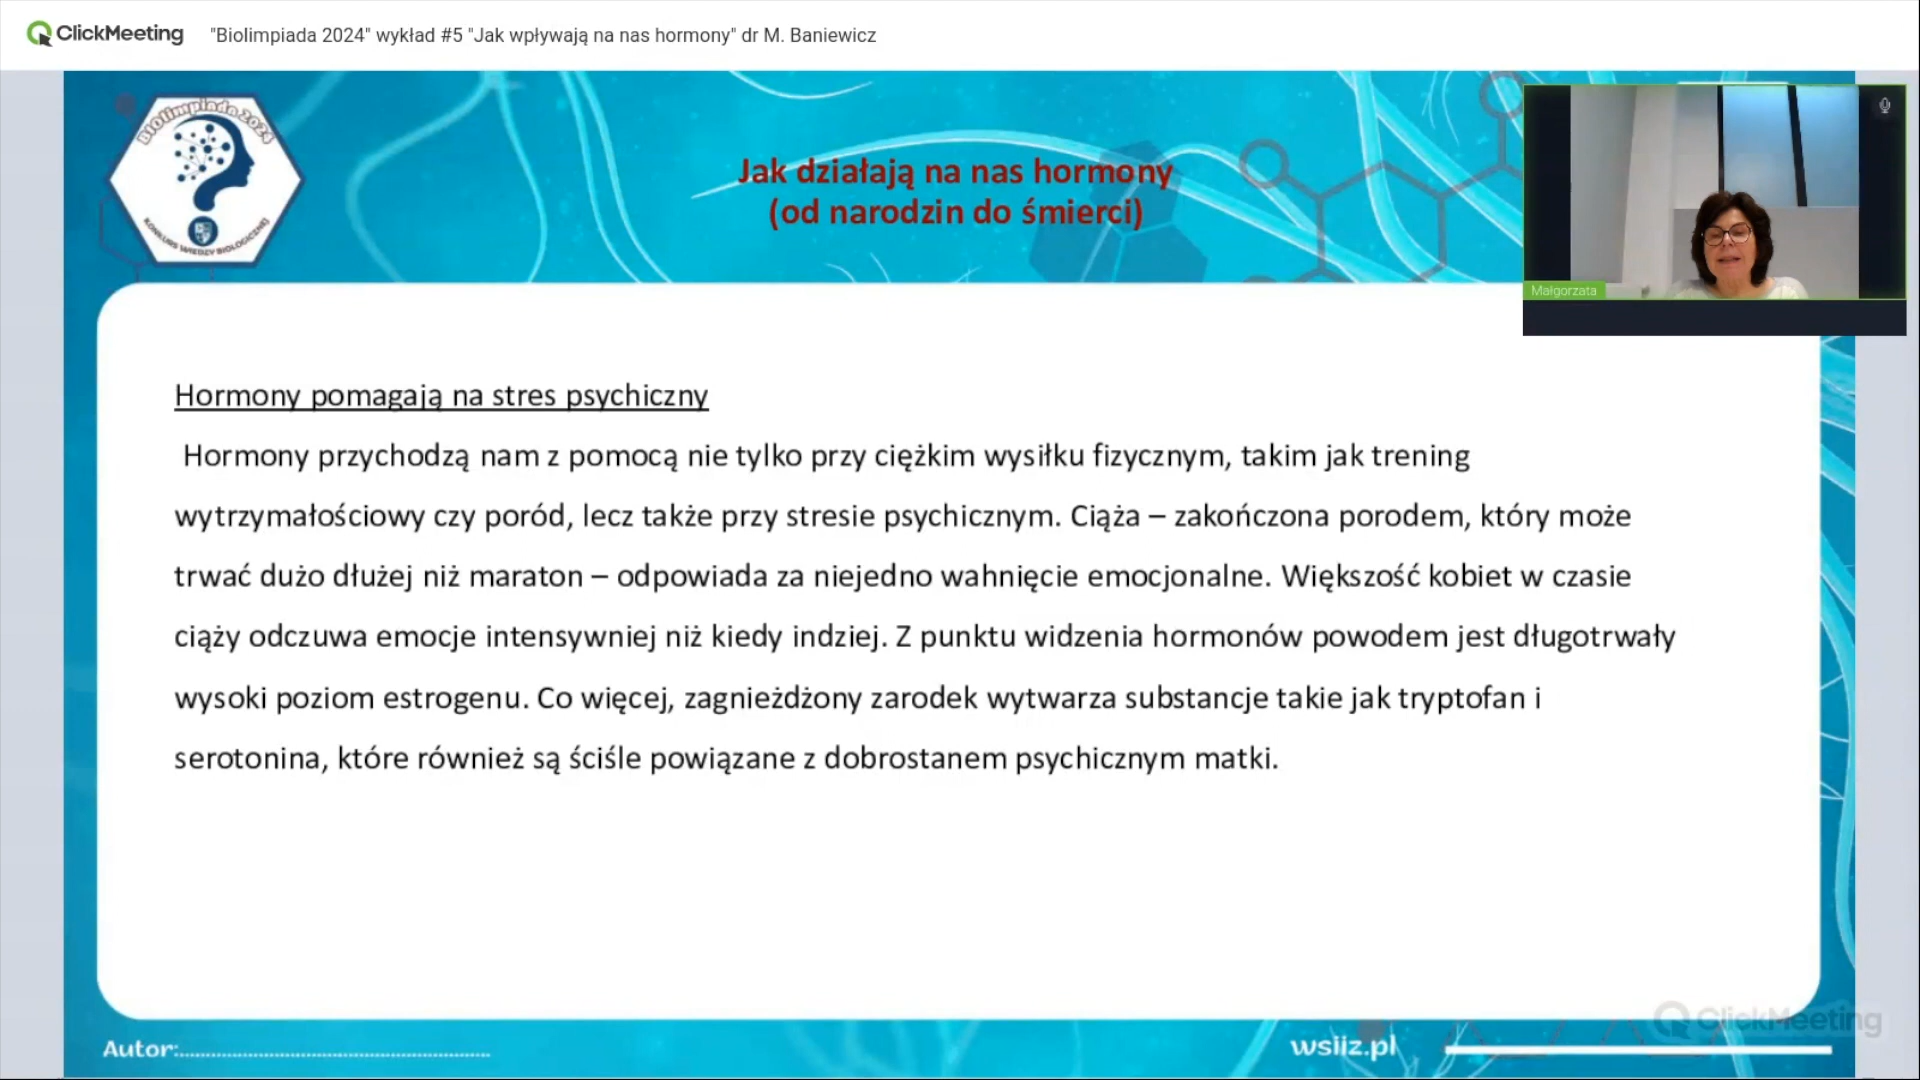 ClickMeeting "Biolimpiada 2024" wykład #5 "Jak wpływają na nas hormony" dr M. Baniewicz
BIOlimpiada 2024
KONKURS WIEDZY BIOLOGICZNEJ
Jak działają na nas hormony
(od narodzin do śmierci)
Małgorzata
Hormony pomagają na stres psychiczny
Hormony przychodzą nam z pomocą nie tylko przy ciężkim wysiłku fizycznym, takim jak trening
wytrzymałościowy czy poród, lecz także przy stresie psychicznym. Ciąża – zakończona porodem, który może
trwać dużo dłużej niż maraton – odpowiada za niejedno wahnięcie emocjonalne. Większość kobiet w czasie
ciąży odczuwa emocje intensywniej niż kiedy indziej. Z punktu widzenia hormonów powodem jest długotrwały
wysoki poziom estrogenu. Co więcej, zagnieżdżony zarodek wytwarza substancje takie jak tryptofan i
serotonina, które również są ściśle powiązane z dobrostanem psychicznym matki.
ClickMeeting
Autor:....................................................
wsiiz.pl